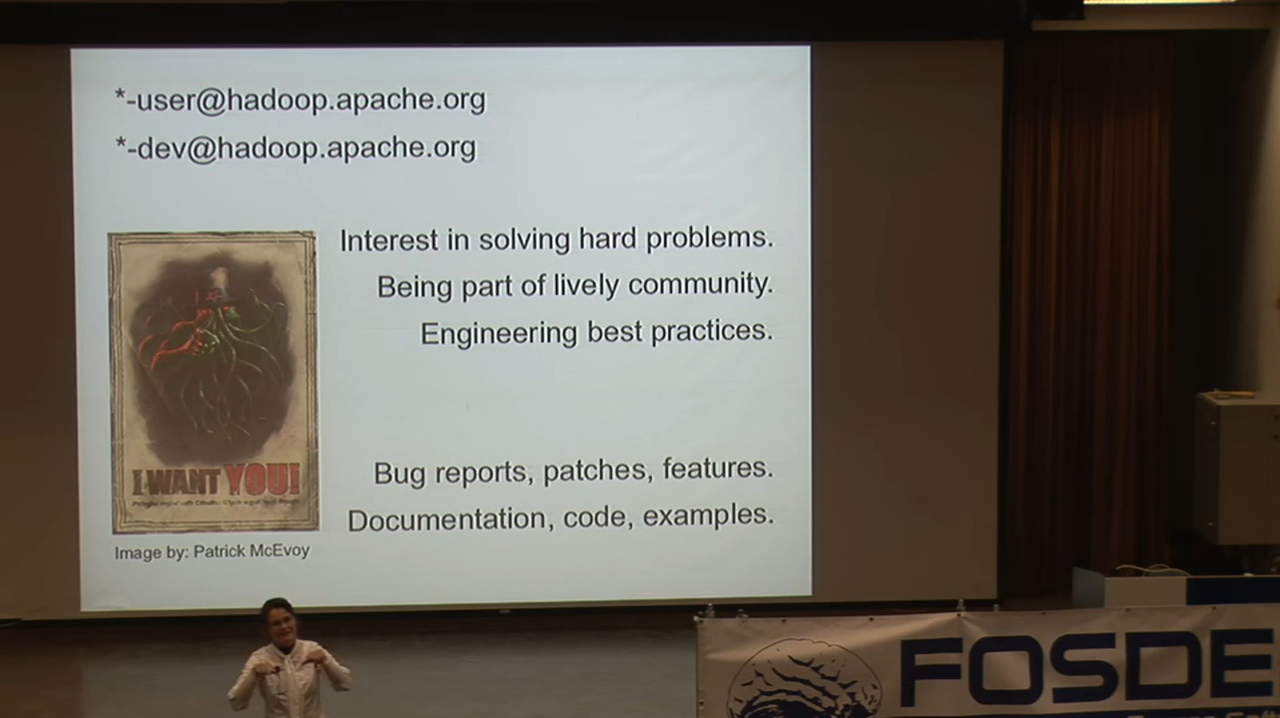 *-user@hadoop.apache.org
*-dev@hadoop.apache.org
Interest in solving hard problems.
Being part of lively community.
Engineering best practices.
I WANT YOU!
Bug reports, patches, features.
Documentation, code, examples.
Image by: Patrick McEvoy
FOSDE